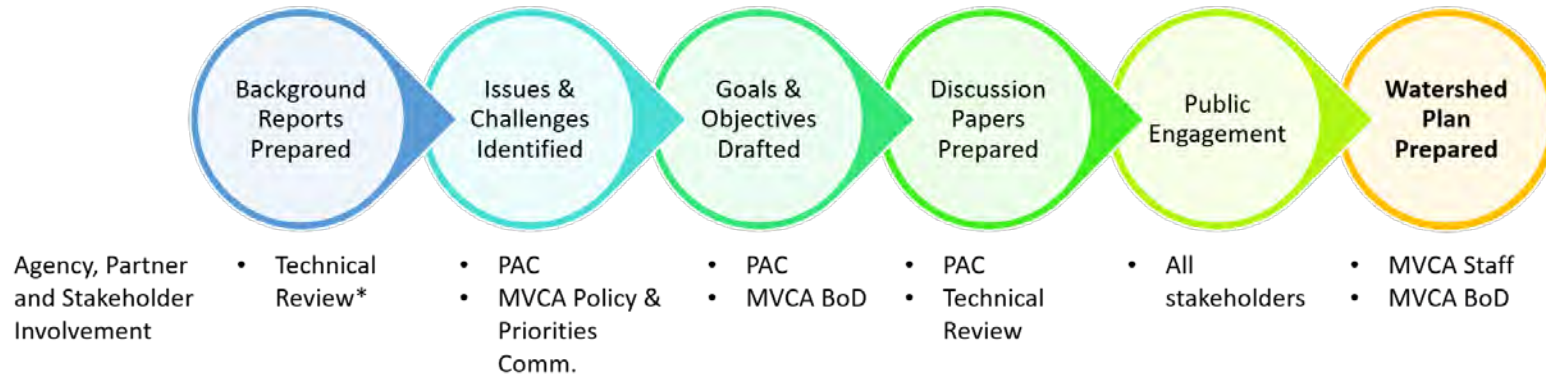 Background
Reports
Prepared
Issues &
Challenges
Identified
Goals &
Objectives
Drafted
Discussion
Papers
Prepared
Public
Engagement
Watershed
Plan
Prepared
Agency, Partner
and Stakeholder
Involvement
• Technical
Review*
• PAC
• MVCA Policy &
Priorities
Comm.
• PAC
• MVCA BoD
• PAC
• Technical
Review
• All
stakeholders
• MVCA Staff
• MVCA BoD